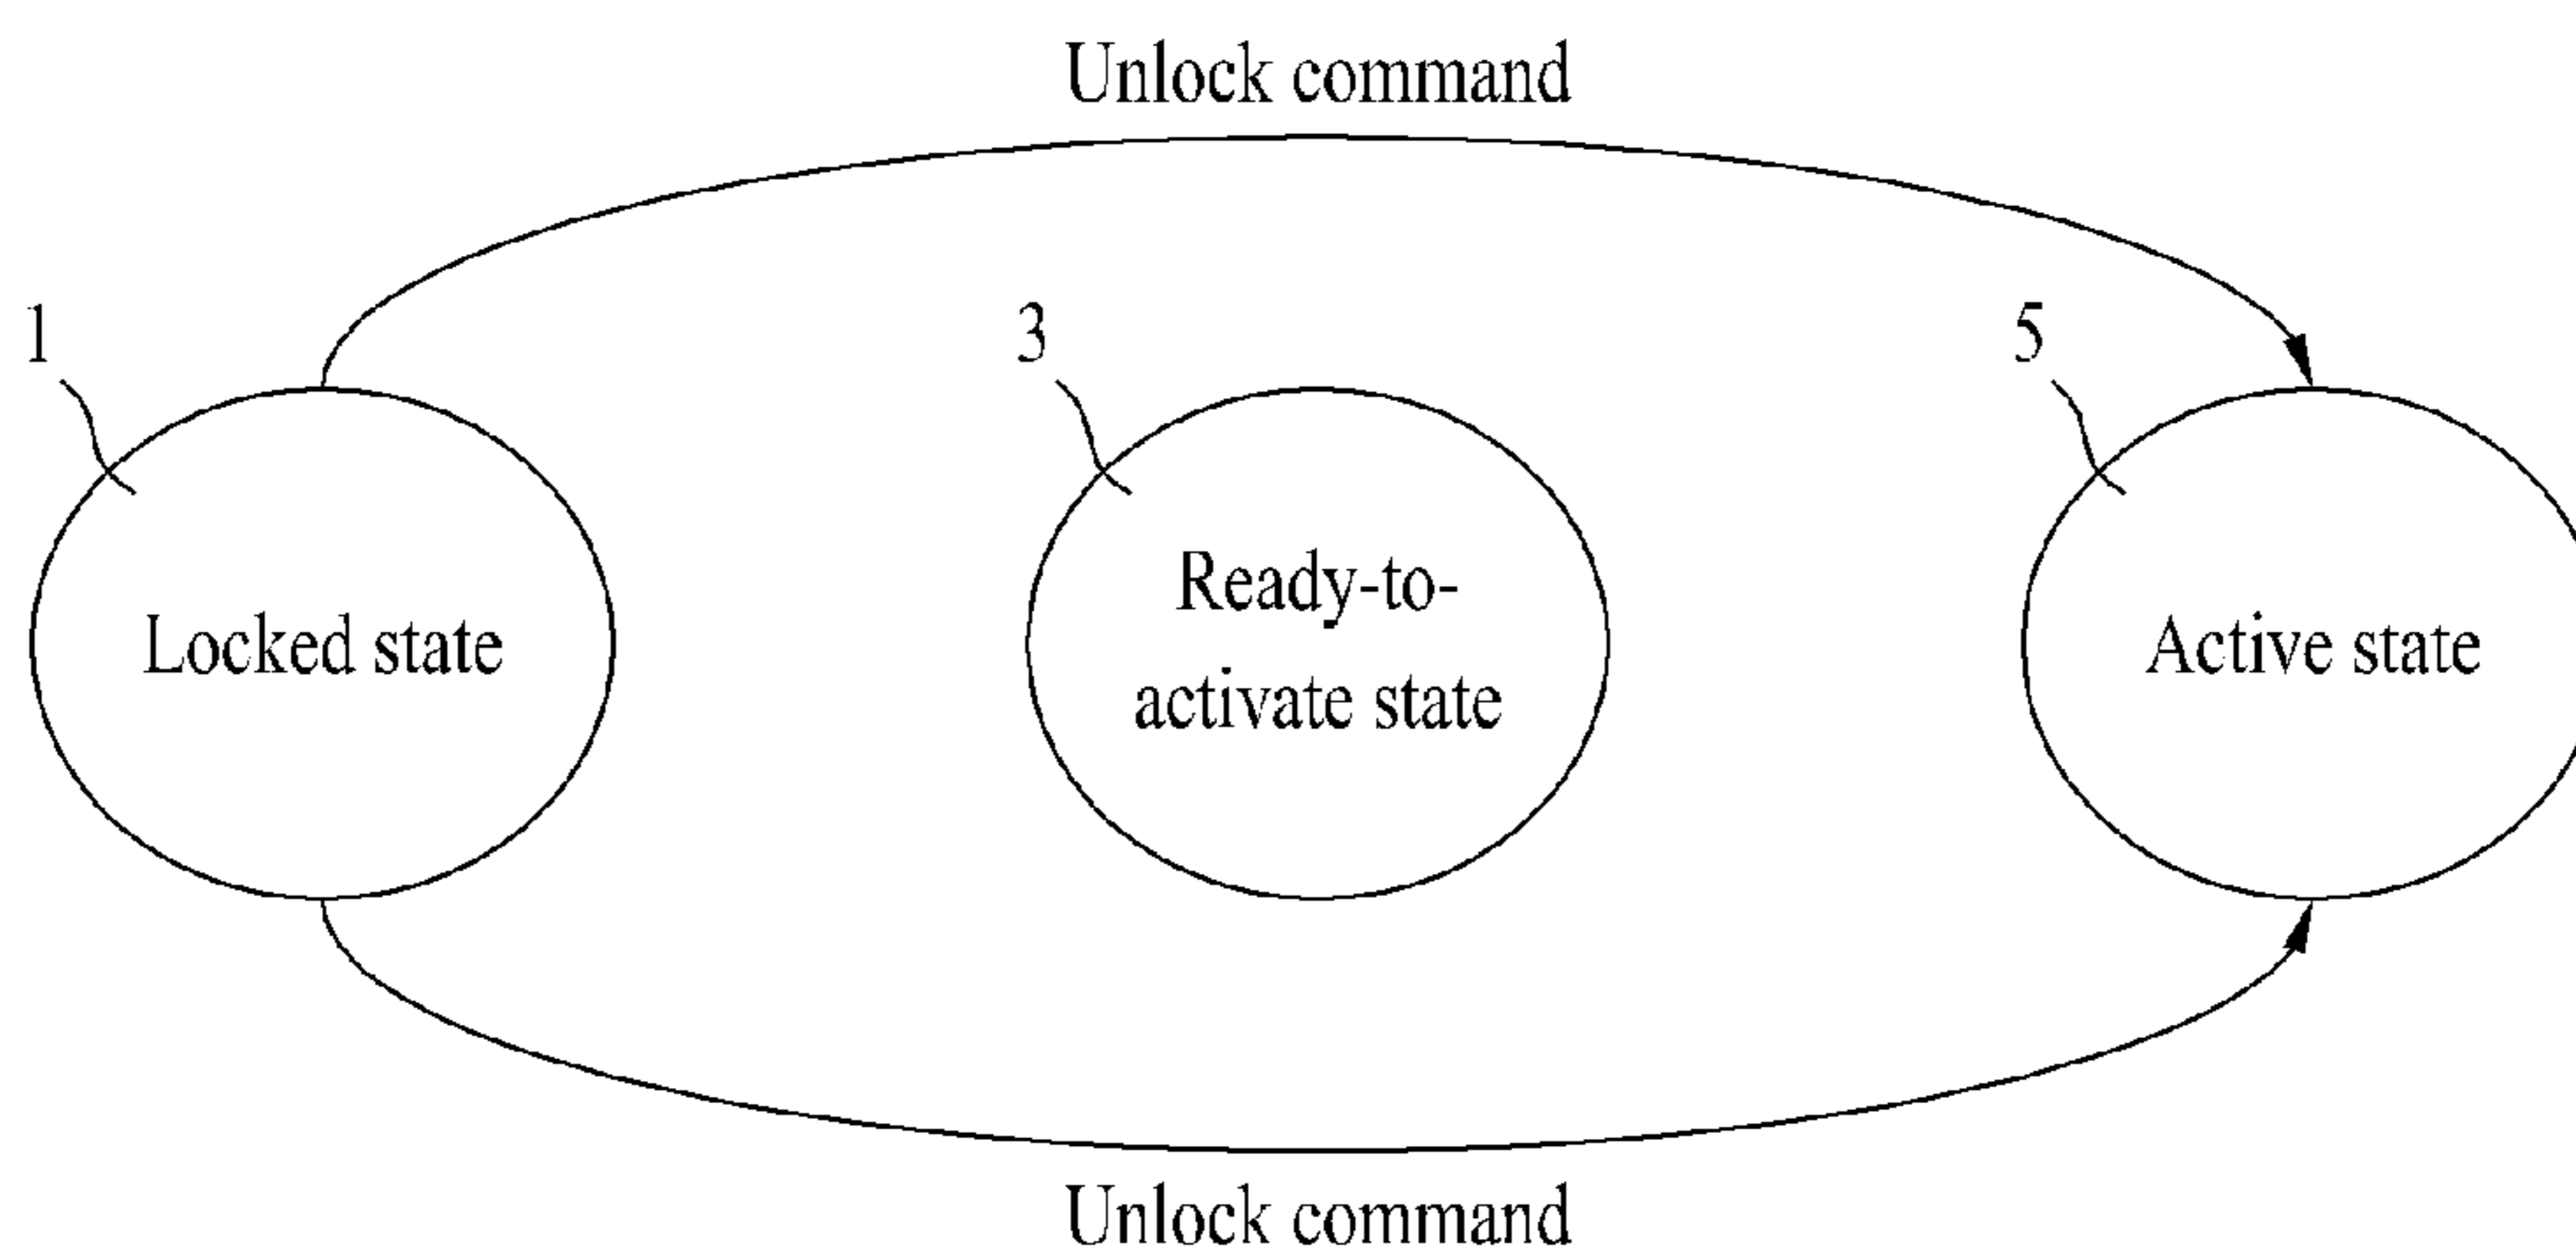 Unlock command
1
3
5
Locked state
Ready-to-
activate state
Active state
Unlock command